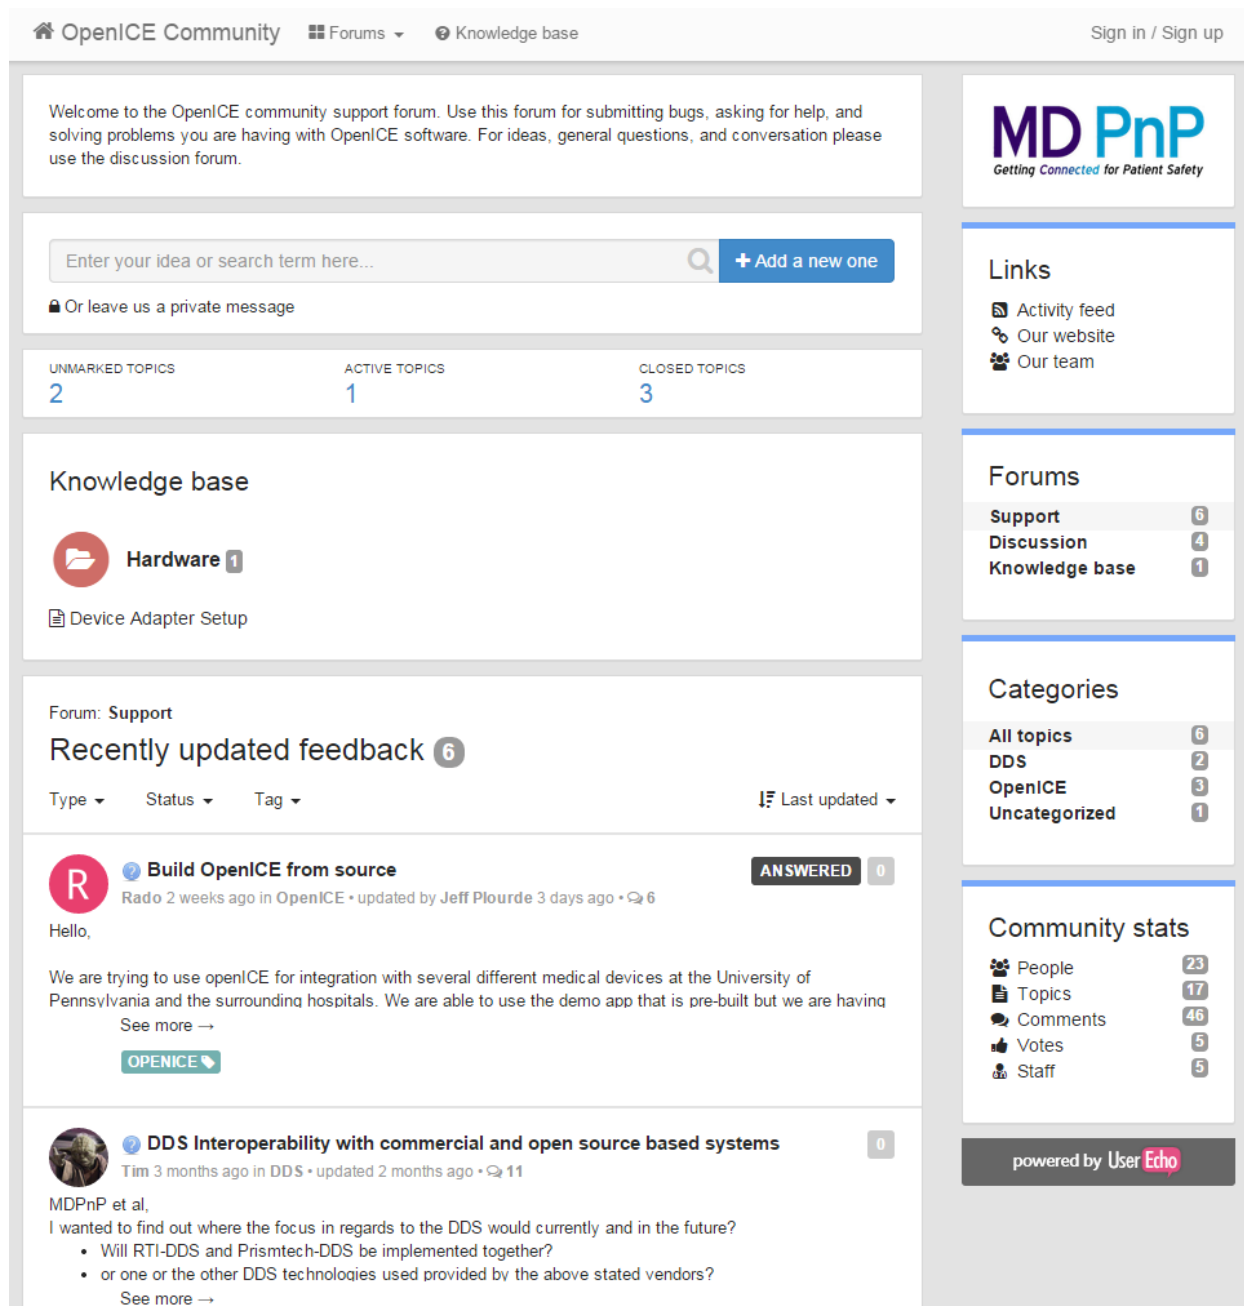 OpenICE Community Forums Knowledge base Sign in / Sign up
Welcome to the OpenICE community support forum. Use this forum for submitting bugs, asking for help, and
solving problems you are having with OpenICE software. For ideas, general questions, and conversation please
use the discussion forum.
Enter your idea or search term here... + Add a new one
Or leave us a private message
UNMARKED TOPICS ACTIVE TOPICS CLOSED TOPICS
2 1 3
Knowledge base
Hardware 1
Device Adapter Setup
Forum: Support
Recently updated feedback 6
Type Status Tag Last updated
R
Build OpenICE from source ANSWERED 0
Rado 2 weeks ago in OpenICE • updated by Jeff Plourde 3 days ago • 6
Hello,
We are trying to use openICE for integration with several different medical devices at the University of
Pennsylvania and the surrounding hospitals. We are able to use the demo app that is pre-built but we are having
See more →
OPENICE
DDS Interoperability with commercial and open source based systems 0
Tim 3 months ago in DDS • updated 2 months ago • 11
MDPnP et al,
I wanted to find out where the focus in regards to the DDS would currently and in the future?
• Will RTI-DDS and Prismtech-DDS be implemented together?
• or one or the other DDS technologies used provided by the above stated vendors?
See more →
MD PnP
Getting Connected for Patient Safety
Links
Activity feed
Our website
Our team
Forums
Support 6
Discussion 4
Knowledge base 1
Categories
All topics 6
DDS 2
OpenICE 3
Uncategorized 1
Community stats
People 23
Topics 17
Comments 46
Votes 5
Staff 5
powered by UserEcho